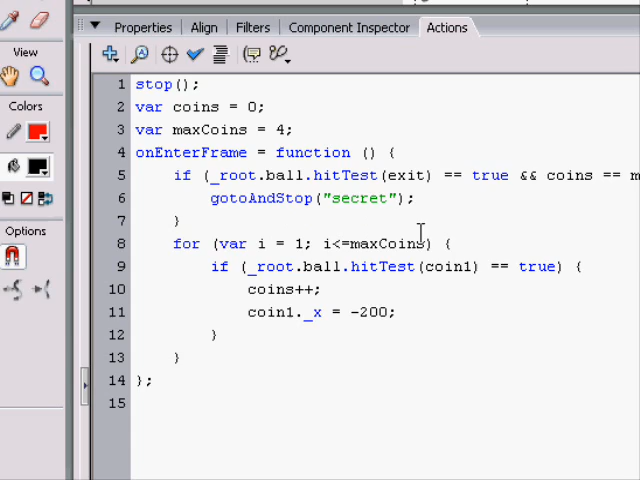 Properties Align Filters Component Inspector Actions
View
Colors
Options
1 stop();
2 var coins = 0;
3 var maxCoins = 4;
4 onEnterFrame = function () {
5 if (_root.ball.hitTest(exit) == true && coins == m
6 gotoAndStop("secret");
7 }
8 for (var i = 1; i<=maxCoins) {
9 if (_root.ball.hitTest(coin1) == true) {
10 coins++;
11 coin1._x = -200;
12 }
13 }
14 };
15